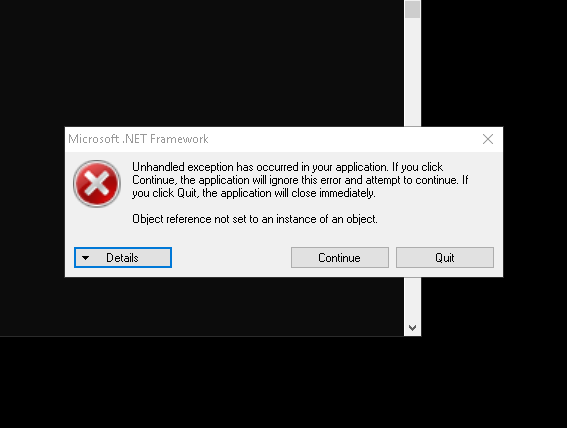 Microsoft .NET Framework
Unhandled exception has occurred in your application. If you click
Continue, the application will ignore this error and attempt to continue. If
you click Quit, the application will close immediately.
Object reference not set to an instance of an object.
Details
Continue
Quit